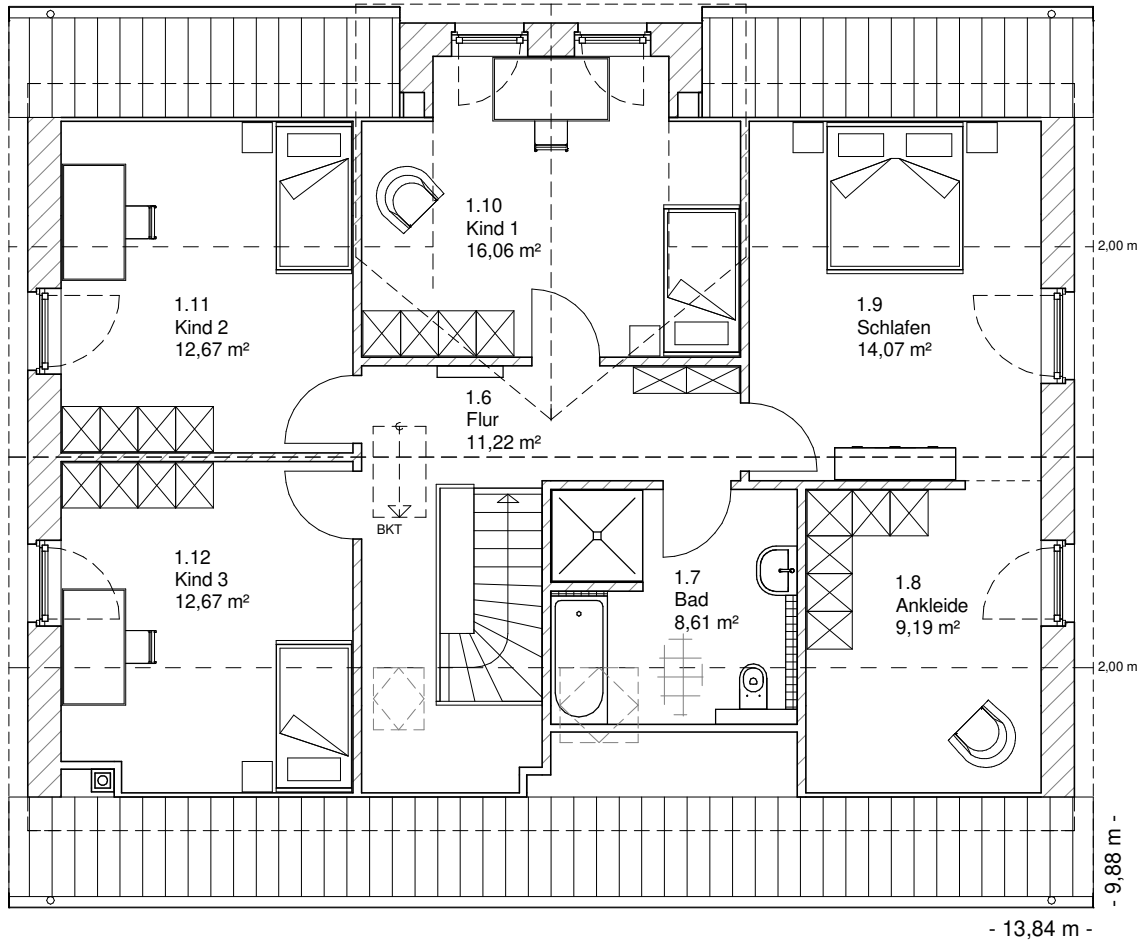 1.10
Kind 1
16,06 m²
2,00 m
1.11
Kind 2
12,67 m²
1.9
Schlafen
14,07 m²
1.6
Flur
11,22 m²
BKT
1.12
Kind 3
12,67 m²
1.7
Bad
8,61 m²
1.8
Ankleide
9,19 m²
2,00 m
- 9,88 m -
- 13,84 m -